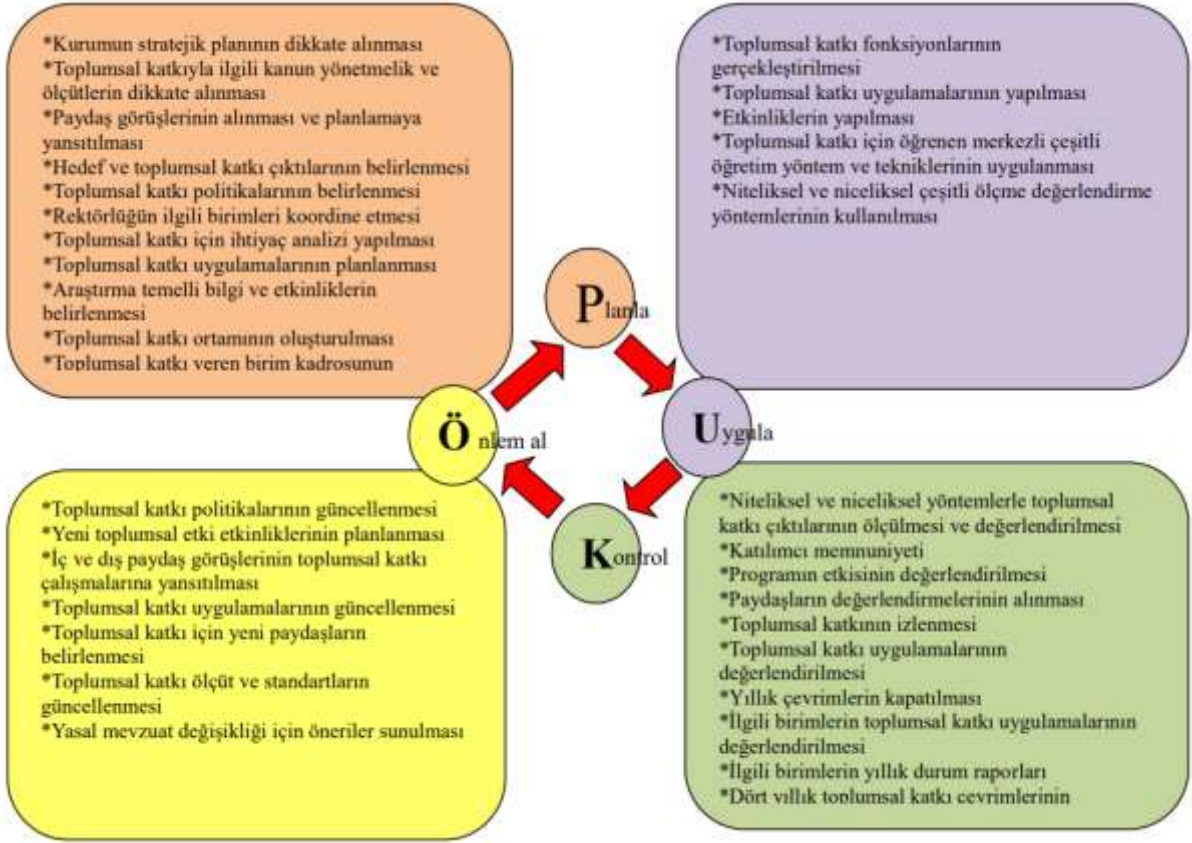 *Kurumun stratejik planının dikkate alınması
*Toplumsal katkıyla ilgili kanun yönetmelik ve
ölçütlerin dikkate alınması
*Paydaş görüşlerinin alınması ve planlamaya
yansıtılması
*Hedef ve toplumsal katkı çıktılarının belirlenmesi
*Toplumsal katkı politikalarının belirlenmesi
*Rektörlüğün ilgili birimleri koordine etmesi
*Toplumsal katkı için ihtiyaç analizi yapılması
*Toplumsal katkı uygulamalarının planlanması
*Araştırma temelli bilgi ve etkinliklerin
belirlenmesi
*Toplumsal katkı ortamının oluşturulması
*Toplumsal katkı veren birim kadrosunun
*Toplumsal katkı fonksiyonlarının
gerçekleştirilmesi
*Toplumsal katkı uygulamalarının yapılması
*Etkinliklerin yapılması
*Toplumsal katkı için öğrenen merkezli çeşitli
öğretim yöntem ve tekniklerinin uygulanması
*Niteliksel ve niceliksel çeşitli ölçme değerlendirme
yöntemlerinin kullanılması
Planla
Uygula
Kontrol
Önlem al
*Toplumsal katkı politikalarının güncellenmesi
*Yeni toplumsal etki etkinliklerinin planlanması
*İç ve dış paydaş görüşlerinin toplumsal katkı
çalışmalarına yansıtılması
*Toplumsal katkı uygulamalarının güncellenmesi
*Toplumsal katkı için yeni paydaşların
belirlenmesi
*Toplumsal katkı ölçüt ve standartların
güncellenmesi
*Yasal mevzuat değişikliği için öneriler sunulması
*Niteliksel ve niceliksel yöntemlerle toplumsal
katkı çıktılarının ölçülmesi ve değerlendirilmesi
*Katılımcı memnuniyeti
*Programın etkisinin değerlendirilmesi
*Paydaşların değerlendirmelerinin alınması
*Toplumsal katkının izlenmesi
*Toplumsal katkı uygulamalarının
değerlendirilmesi
*Yıllık çevrimlerin kapatılması
*İlgili birimlerin toplumsal katkı uygulamalarının
değerlendirilmesi
*İlgili birimlerin yıllık durum raporları
*Dört yıllık toplumsal katkı çevrimlerinin